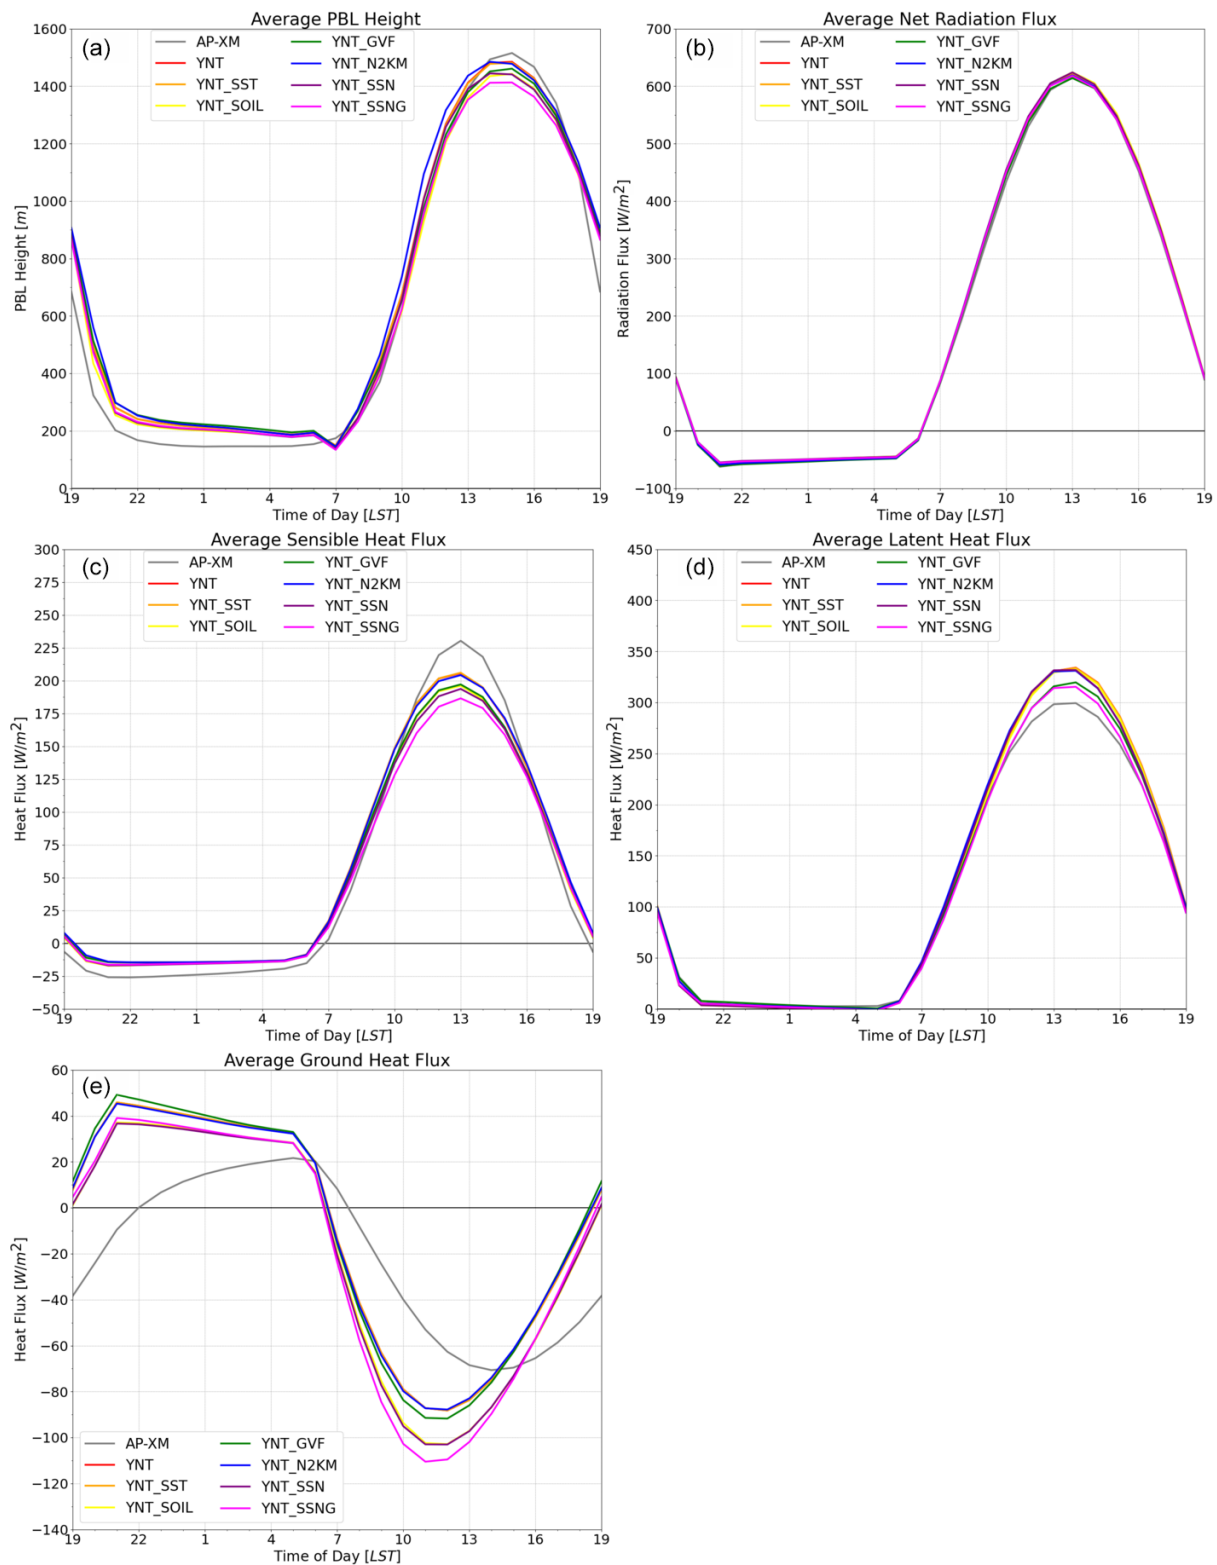 Average PBL Height
(a)
AP-XM
YNT
YNT_SST
YNT_SOIL
YNT_GVF
YNT_N2KM
YNT_SSN
YNT_SSNG
PBL Height [m]
1600
1400
1200
1000
800
600
400
200
0
19 22 1 4 7 10 13 16 19
Time of Day [LST]
Average Net Radiation Flux
(b)
AP-XM
YNT
YNT_SST
YNT_SOIL
YNT_GVF
YNT_N2KM
YNT_SSN
YNT_SSNG
Radiation Flux [W/m²]
700
600
500
400
300
200
100
0
−100
19 22 1 4 7 10 13 16 19
Time of Day [LST]
Average Sensible Heat Flux
(c)
AP-XM
YNT
YNT_SST
YNT_SOIL
YNT_GVF
YNT_N2KM
YNT_SSN
YNT_SSNG
Heat Flux [W/m²]
300
275
250
225
200
175
150
125
100
75
50
25
0
−25
−50
19 22 1 4 7 10 13 16 19
Time of Day [LST]
Average Latent Heat Flux
(d)
AP-XM
YNT
YNT_SST
YNT_SOIL
YNT_GVF
YNT_N2KM
YNT_SSN
YNT_SSNG
Heat Flux [W/m²]
450
400
350
300
250
200
150
100
50
0
19 22 1 4 7 10 13 16 19
Time of Day [LST]
Average Ground Heat Flux
(e)
Heat Flux [W/m²]
60
40
20
0
−20
−40
−60
−80
−100
−120
−140
AP-XM
YNT
YNT_SST
YNT_SOIL
YNT_GVF
YNT_N2KM
YNT_SSN
YNT_SSNG
19 22 1 4 7 10 13 16 19
Time of Day [LST]